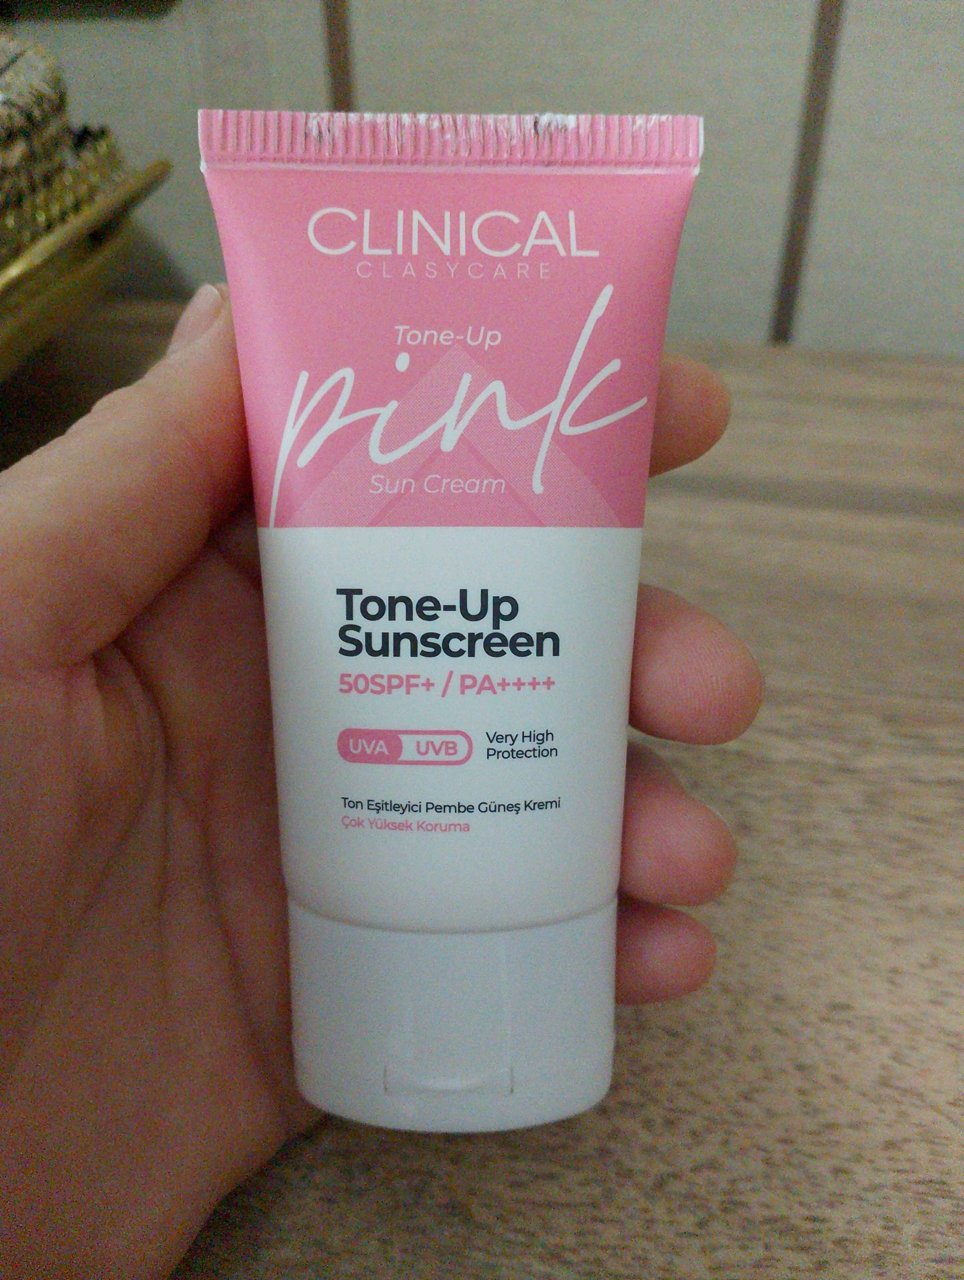 CLINICAL
CLASYCARE
Tone-Up
pink
Sun Cream
Tone-Up
Sunscreen
50SPF+ / PA++++
UVA UVB
Very High
Protection
Ton Eşitleyici Pembe Güneş Kremi
Çok Yüksek Koruma